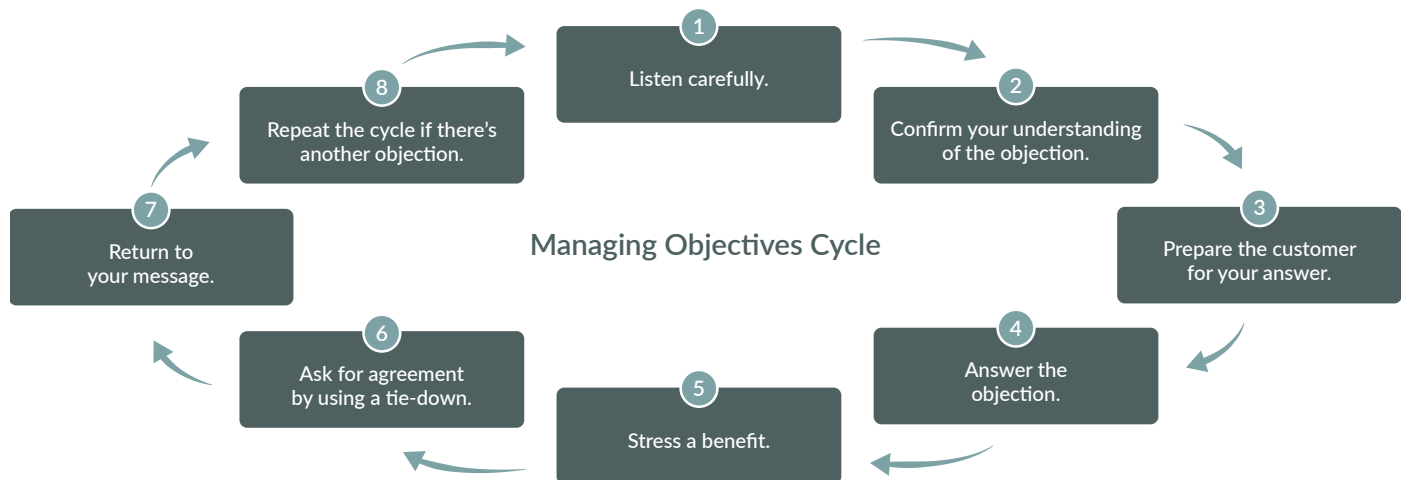 1
Listen carefully.
2
Confirm your understanding
of the objection.
3
Prepare the customer
for your answer.
4
Answer the
objection.
5
Stress a benefit.
6
Ask for agreement
by using a tie-down.
7
Return to
your message.
8
Repeat the cycle if there’s
another objection.
Managing Objectives Cycle